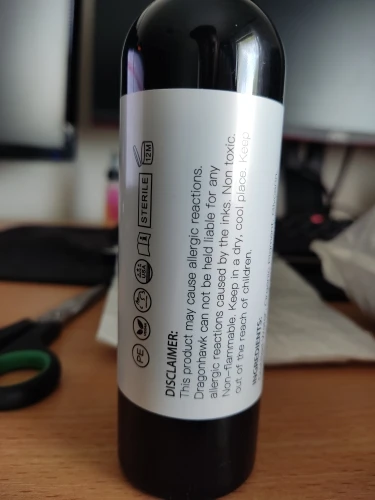 PE
STERILE
12M
DISCLAIMER:
This product may cause allergic reactions.
Dragonhawk can not be held liable for any
allergic reactions caused by the inks. Non toxic.
Non-flammable. Keep in a dry, cool place. Keep
out of the reach of children.
INGREDIENTS: